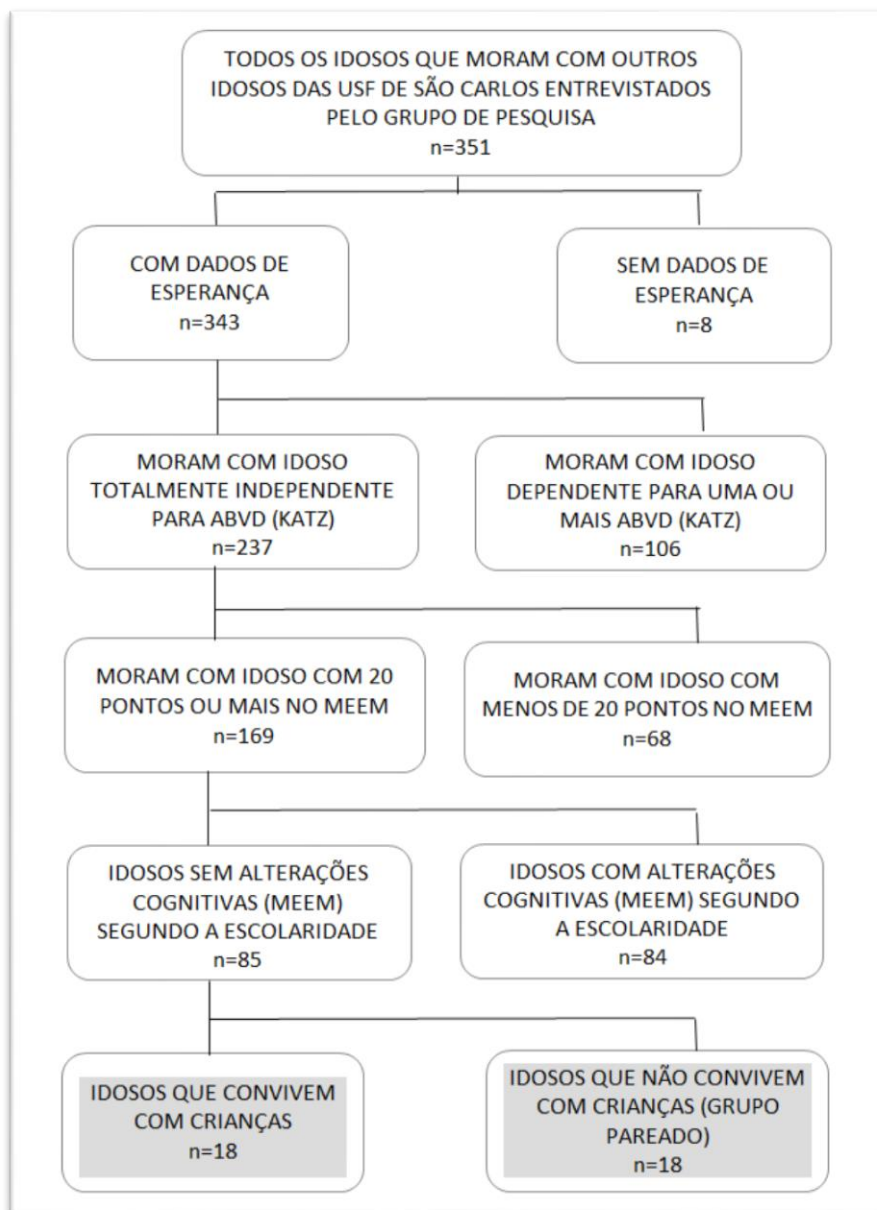 TODOS OS IDOSOS QUE MORAM COM OUTROS
IDOSOS DAS USF DE SÃO CARLOS ENTREVISTADOS
PELO GRUPO DE PESQUISA
n=351
COM DADOS DE
ESPERANÇA
n=343
SEM DADOS DE
ESPERANÇA
n=8
MORAM COM IDOSO
TOTALMENTE INDEPENDENTE
PARA ABVD (KATZ)
n=237
MORAM COM IDOSO
DEPENDENTE PARA UMA OU
MAIS ABVD (KATZ)
n=106
MORAM COM IDOSO COM 20
PONTOS OU MAIS NO MEEM
n=169
MORAM COM IDOSO COM
MENOS DE 20 PONTOS NO MEEM
n=68
IDOSOS SEM ALTERAÇÕES
COGNITIVAS (MEEM)
SEGUNDO A ESCOLARIDADE
n=85
IDOSOS COM ALTERAÇÕES
COGNITIVAS (MEEM) SEGUNDO
A ESCOLARIDADE
n=84
IDOSOS QUE CONVIVEM
COM CRIANÇAS
n=18
IDOSOS QUE NÃO CONVIVEM
COM CRIANÇAS (GRUPO
PAREADO)
n=18